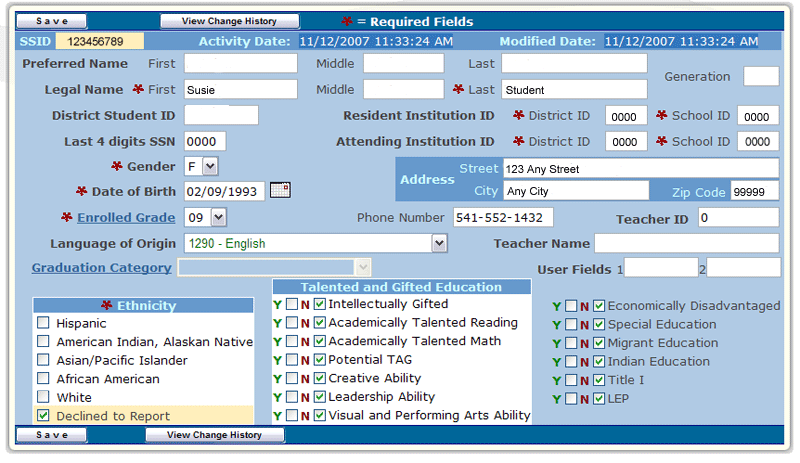 Save View Change History * = Required Fields
SSID 123456789 Activity Date: 11/12/2007 11:33:24 AM Modified Date: 11/12/2007 11:33:24 AM
Preferred Name First Middle Last
Generation
Legal Name * First Susie Middle * Last Student
District Student ID Resident Institution ID * District ID 0000 * School ID 0000
Last 4 digits SSN 0000 Attending Institution ID * District ID 0000 * School ID 0000
* Gender F Address Street 123 Any Street
* Date of Birth 02/09/1993 City Any City Zip Code 99999
* Enrolled Grade 09 Phone Number 541-552-1432 Teacher ID 0
Language of Origin 1290 - English Teacher Name
Graduation Category User Fields 1 2
* Ethnicity
Hispanic
American Indian, Alaskan Native
Asian/Pacific Islander
African American
White
Declined to Report
Talented and Gifted Education
Y N Intellectually Gifted
Y N Academically Talented Reading
Y N Academically Talented Math
Y N Potential TAG
Y N Creative Ability
Y N Leadership Ability
Y N Visual and Performing Arts Ability
Y N Economically Disadvantaged
Y N Special Education
Y N Migrant Education
Y N Indian Education
Y N Title I
Y N LEP
Save View Change History